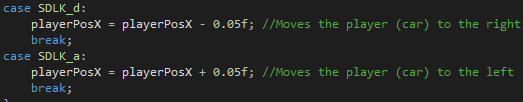 case SDLK_d:
playerPosX = playerPosX - 0.05f; //Moves the player (car) to the right
break;
case SDLK_a:
playerPosX = playerPosX + 0.05f; //Moves the player (car) to the left
break;